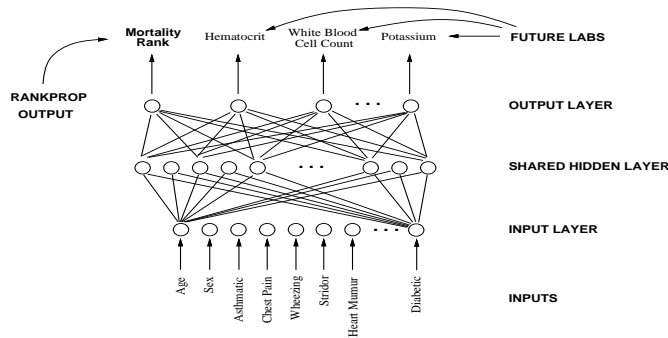 Mortality
Rank
Hematocrit
White Blood
Cell Count
Potassium
FUTURE LABS
RANKPROP
OUTPUT
OUTPUT LAYER
SHARED HIDDEN LAYER
INPUT LAYER
Age
Sex
Asthmatic
Chest Pain
Wheezing
Stridor
Heart Mumur
Diabetic
INPUTS